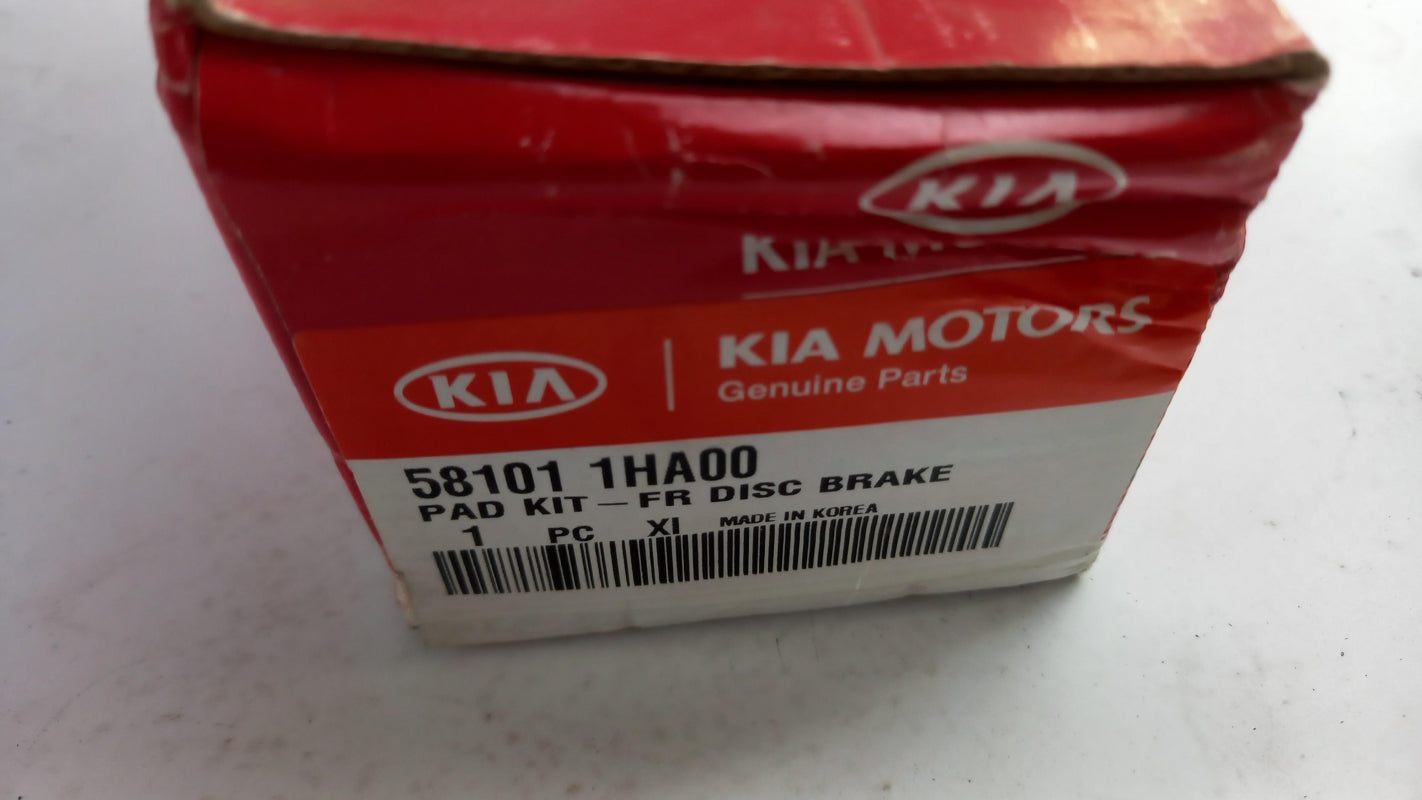 KIA
KIA
KIA
KIA MOTORS
Genuine Parts
58101 1HA00
PAD KIT-FR DISC BRAKE
1 PC XI MADE IN KOREA